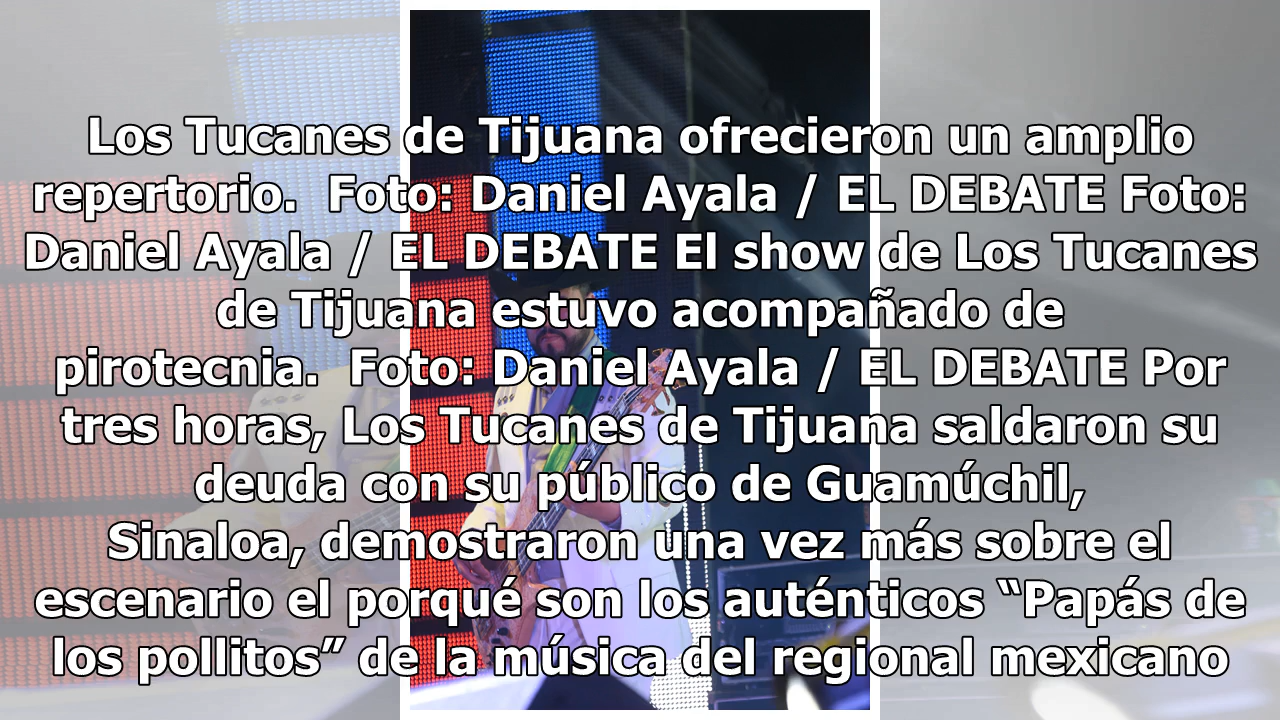 Los Tucanes de Tijuana ofrecieron un amplio
repertorio.  Foto: Daniel Ayala / EL DEBATE Foto:
Daniel Ayala / EL DEBATE El show de Los Tucanes
de Tijuana estuvo acompañado de
pirotecnia.  Foto: Daniel Ayala / EL DEBATE Por
tres horas, Los Tucanes de Tijuana saldaron su
deuda con su público de Guamúchil,
Sinaloa, demostraron una vez más sobre el
escenario el porqué son los auténticos “Papás de
los pollitos” de la música del regional mexicano